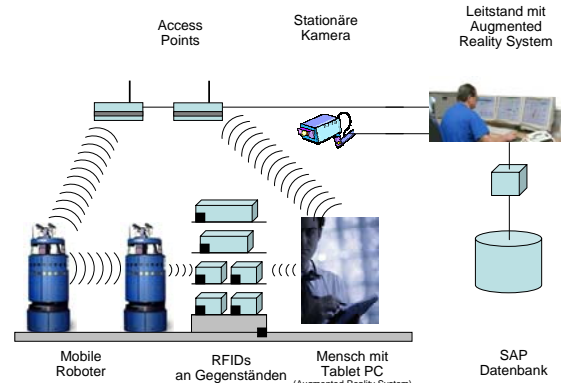 Access
Points
Stationäre
Kamera
Leitstand mit
Augmented
Reality System
Mobile
Roboter
RFIDs
an Gegenständen
Mensch mit
Tablet PC
(Augmented Reality System)
SAP
Datenbank